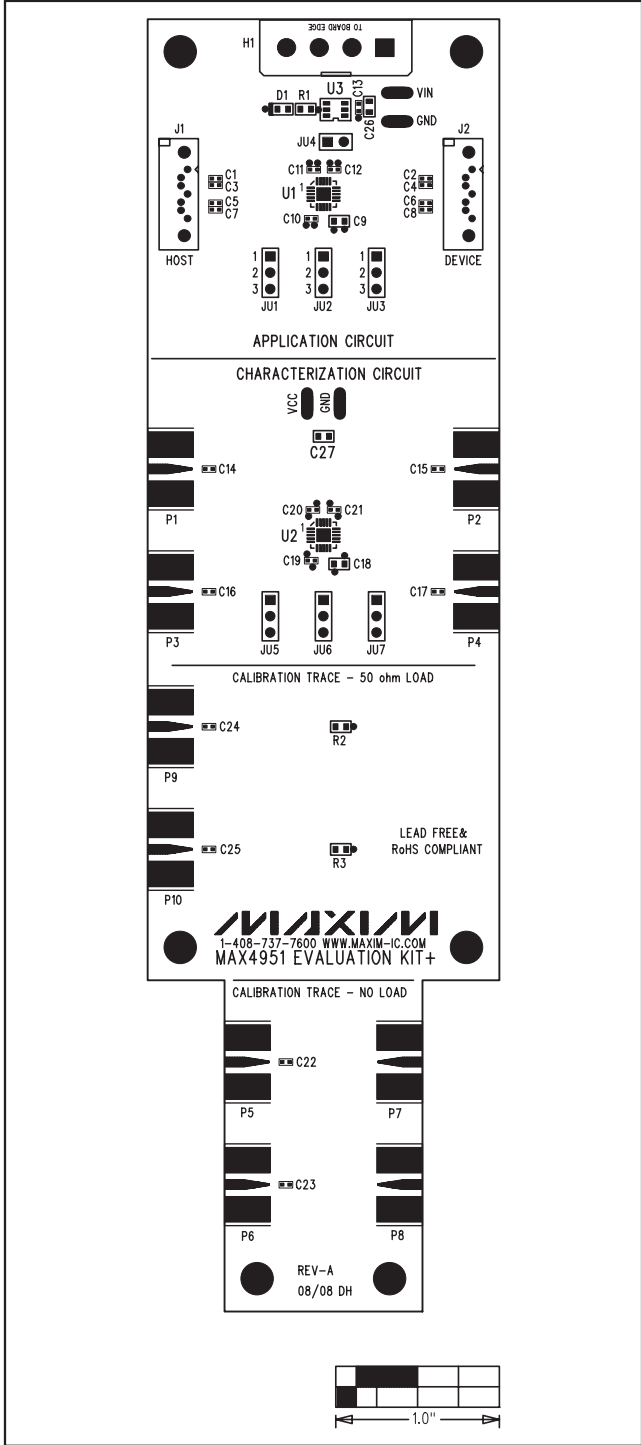 TO BOARD EDGE
H1
D1 R1 U3 C13 VIN
C26 GND
J1 JU4 J2
C11 C12
C1 C2
C3 C4
U1 1
C5 C6
C7 C8
C10 C9
HOST DEVICE
1 1 1
2 2 2
3 3 3
JU1 JU2 JU3
APPLICATION CIRCUIT
CHARACTERIZATION CIRCUIT
VCC GND
C27
C14 C15
C20 C21
P1 P2
U2 1
C19 C18
C16 C17
P3 P4
JU5 JU6 JU7
CALIBRATION TRACE - 50 ohm LOAD
C24
R2
P9
LEAD FREE&
C25 RoHS COMPLIANT
R3
P10
MAXIM
1-408-737-7600 WWW.MAXIM-IC.COM
MAX4951 EVALUATION KIT+
CALIBRATION TRACE - NO LOAD
C22
P5 P7
C23
P6 P8
REV-A
08/08 DH
1.0"